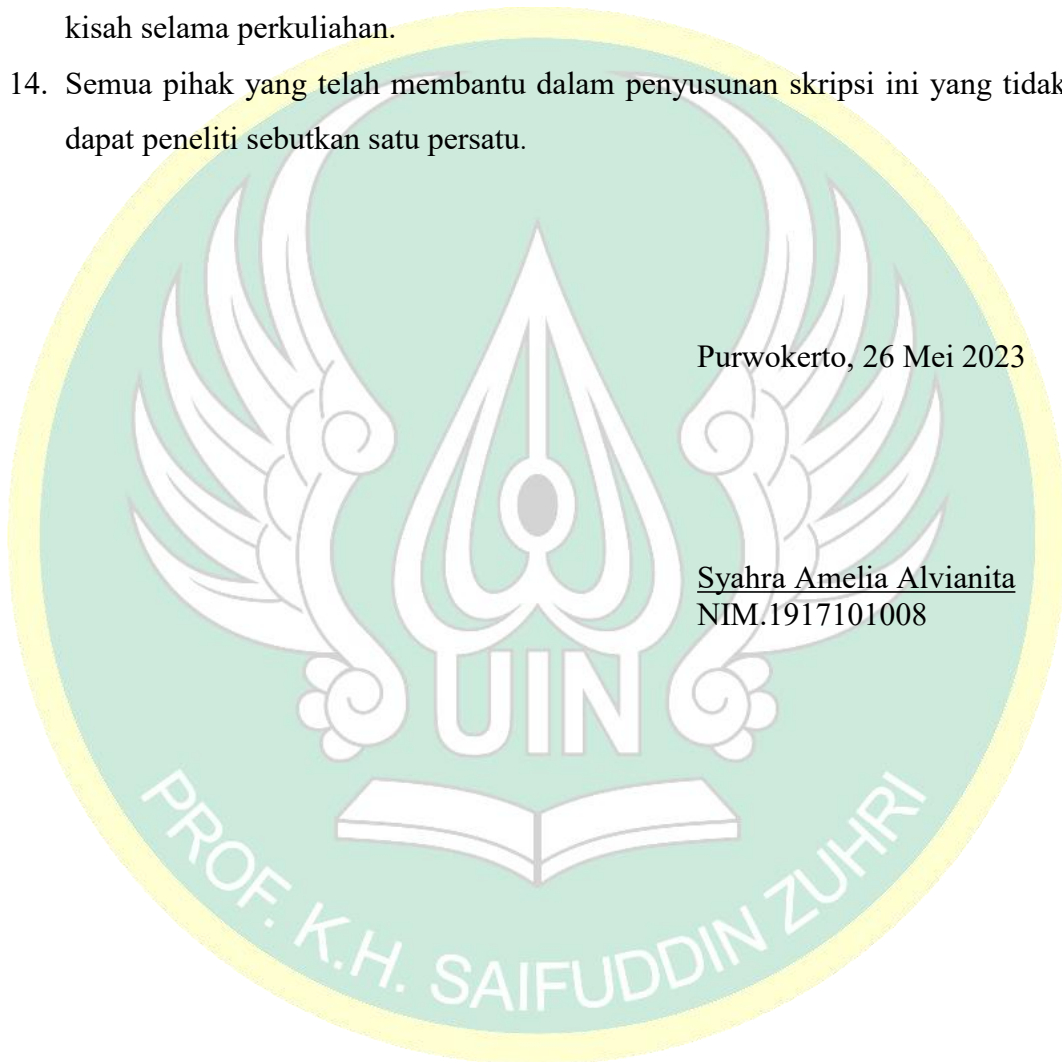 kisah selama perkuliahan.
14. Semua pihak yang telah membantu dalam penyusunan skripsi ini yang tidak
dapat peneliti sebutkan satu persatu.
Purwokerto, 26 Mei 2023
Syahra Amelia Alvianita
NIM.1917101008
UIN
PROF. K.H. SAIFUDDIN ZUHRI